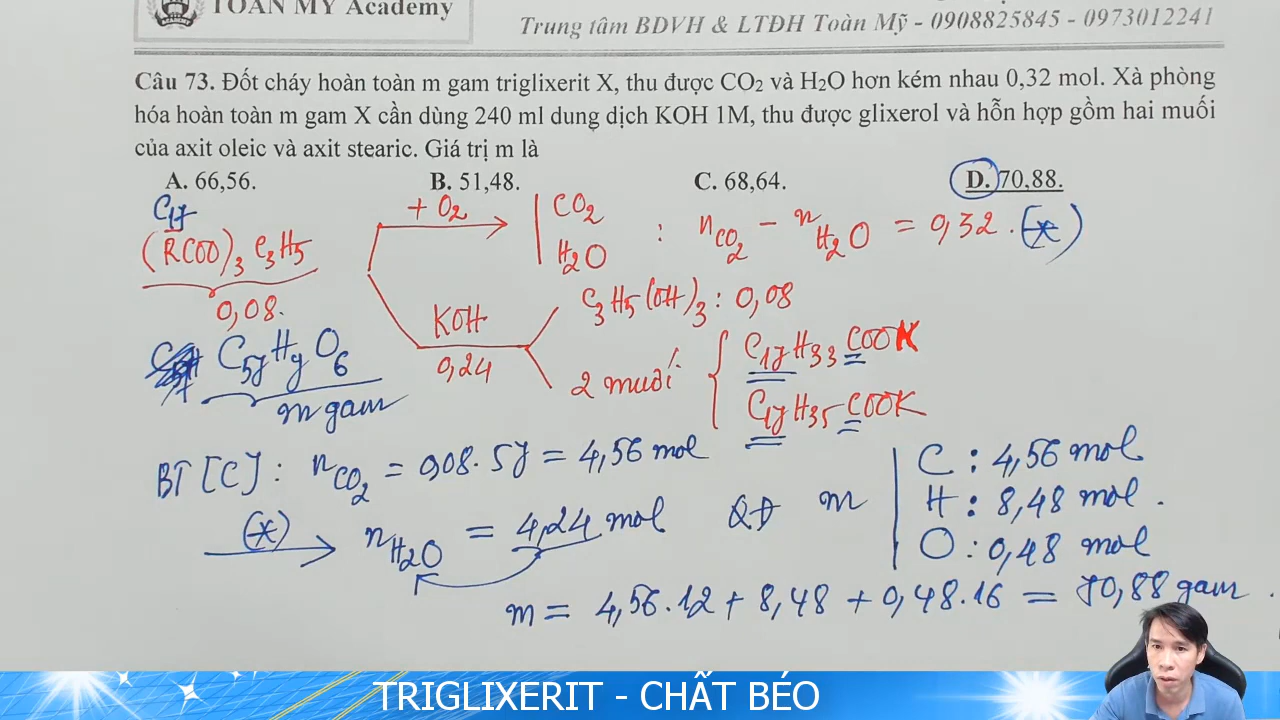 TOÀN MỸ Academy
Trung tâm BDVH & LTĐH Toàn Mỹ - 0908825845 - 0973012241
Câu 73. Đốt cháy hoàn toàn m gam triglixerit X, thu được CO2 và H2O hơn kém nhau 0,32 mol. Xà phòng
hóa hoàn toàn m gam X cần dùng 240 ml dung dịch KOH 1M, thu được glixerol và hỗn hợp gồm hai muối
của axit oleic và axit stearic. Giá trị m là
A. 66,56. B. 51,48. C. 68,64. D. 70,88.
C17
(RCOO)3 C3H5
0,08.
+ O2
CO2
H2O
: nCO2 - nH2O = 0,32. (*)
KOH
0,24
C3H5(OH)3 : 0,08
2 muối
C17H33COOK
C17H35COOK
C57HyO6
m gam
BT [C] : nCO2 = 0,08. 57 = 4,56 mol
(*)
nH2O = 4,24 mol
QĐ m
C : 4,56 mol
H : 8,48 mol.
O : 0,48 mol
m = 4,56.12 + 8,48 + 0,48.16 = 70,88 gam.
TRIGLIXERIT - CHẤT BÉO